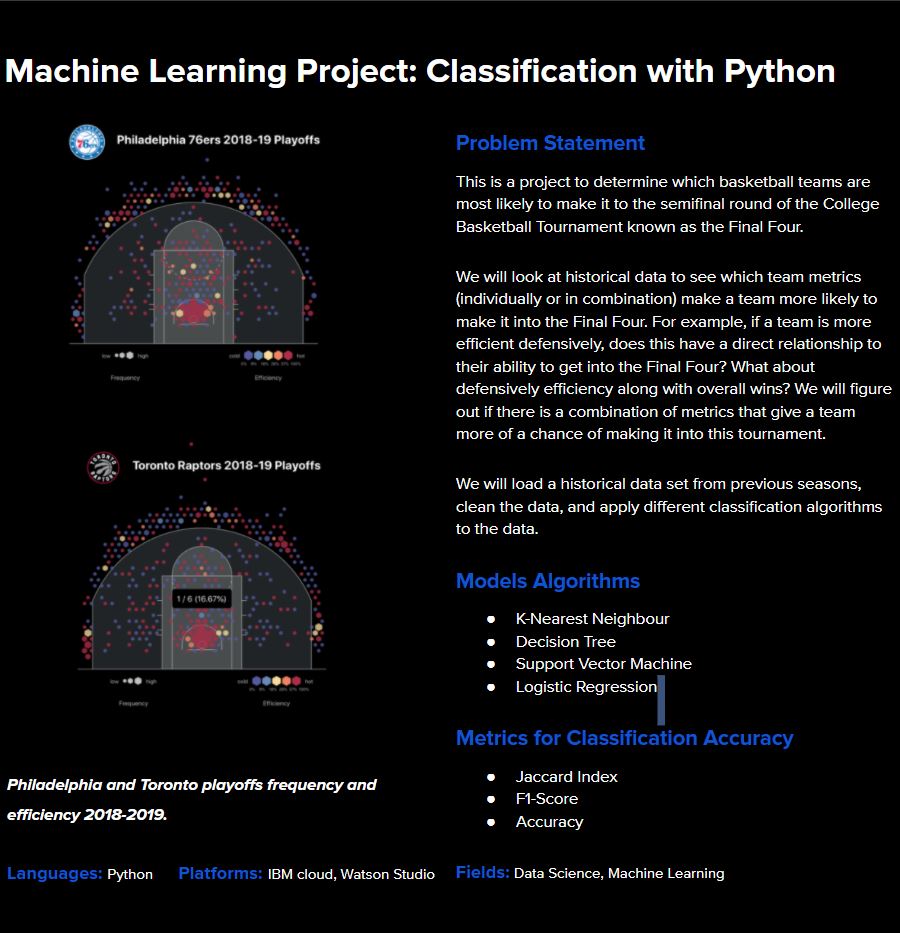 Machine Learning Project: Classification with Python
Philadelphia 76ers 2018-19 Playoffs
low
high
cold
hot
Frequency
Efficiency
Toronto Raptors 2018-19 Playoffs
1 / 6 (16.67%)
low
high
cold
hot
Frequency
Efficiency
Philadelphia and Toronto playoffs frequency and
efficiency 2018-2019.
Problem Statement
This is a project to determine which basketball teams are
most likely to make it to the semifinal round of the College
Basketball Tournament known as the Final Four.
We will look at historical data to see which team metrics
(individually or in combination) make a team more likely to
make it into the Final Four. For example, if a team is more
efficient defensively, does this have a direct relationship to
their ability to get into the Final Four? What about
defensively efficiency along with overall wins? We will figure
out if there is a combination of metrics that give a team
more of a chance of making it into this tournament.
We will load a historical data set from previous seasons,
clean the data, and apply different classification algorithms
to the data.
Models Algorithms
● K-Nearest Neighbour
● Decision Tree
● Support Vector Machine
● Logistic Regression
Metrics for Classification Accuracy
● Jaccard Index
● F1-Score
● Accuracy
Languages: Python Platforms: IBM cloud, Watson Studio Fields: Data Science, Machine Learning